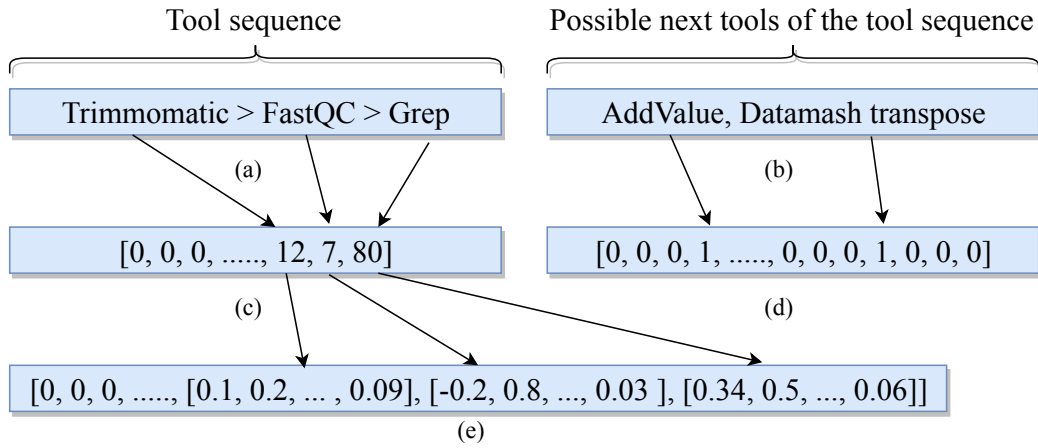 Tool sequence
Possible next tools of the tool sequence
Trimmomatic > FastQC > Grep
AddValue, Datamash transpose
(a)
(b)
[0, 0, 0, ....., 12, 7, 80]
[0, 0, 0, 1, ....., 0, 0, 0, 1, 0, 0, 0]
(c)
(d)
[0, 0, 0, ....., [0.1, 0.2, ... , 0.09], [-0.2, 0.8, ..., 0.03 ], [0.34, 0.5, ..., 0.06]]
(e)